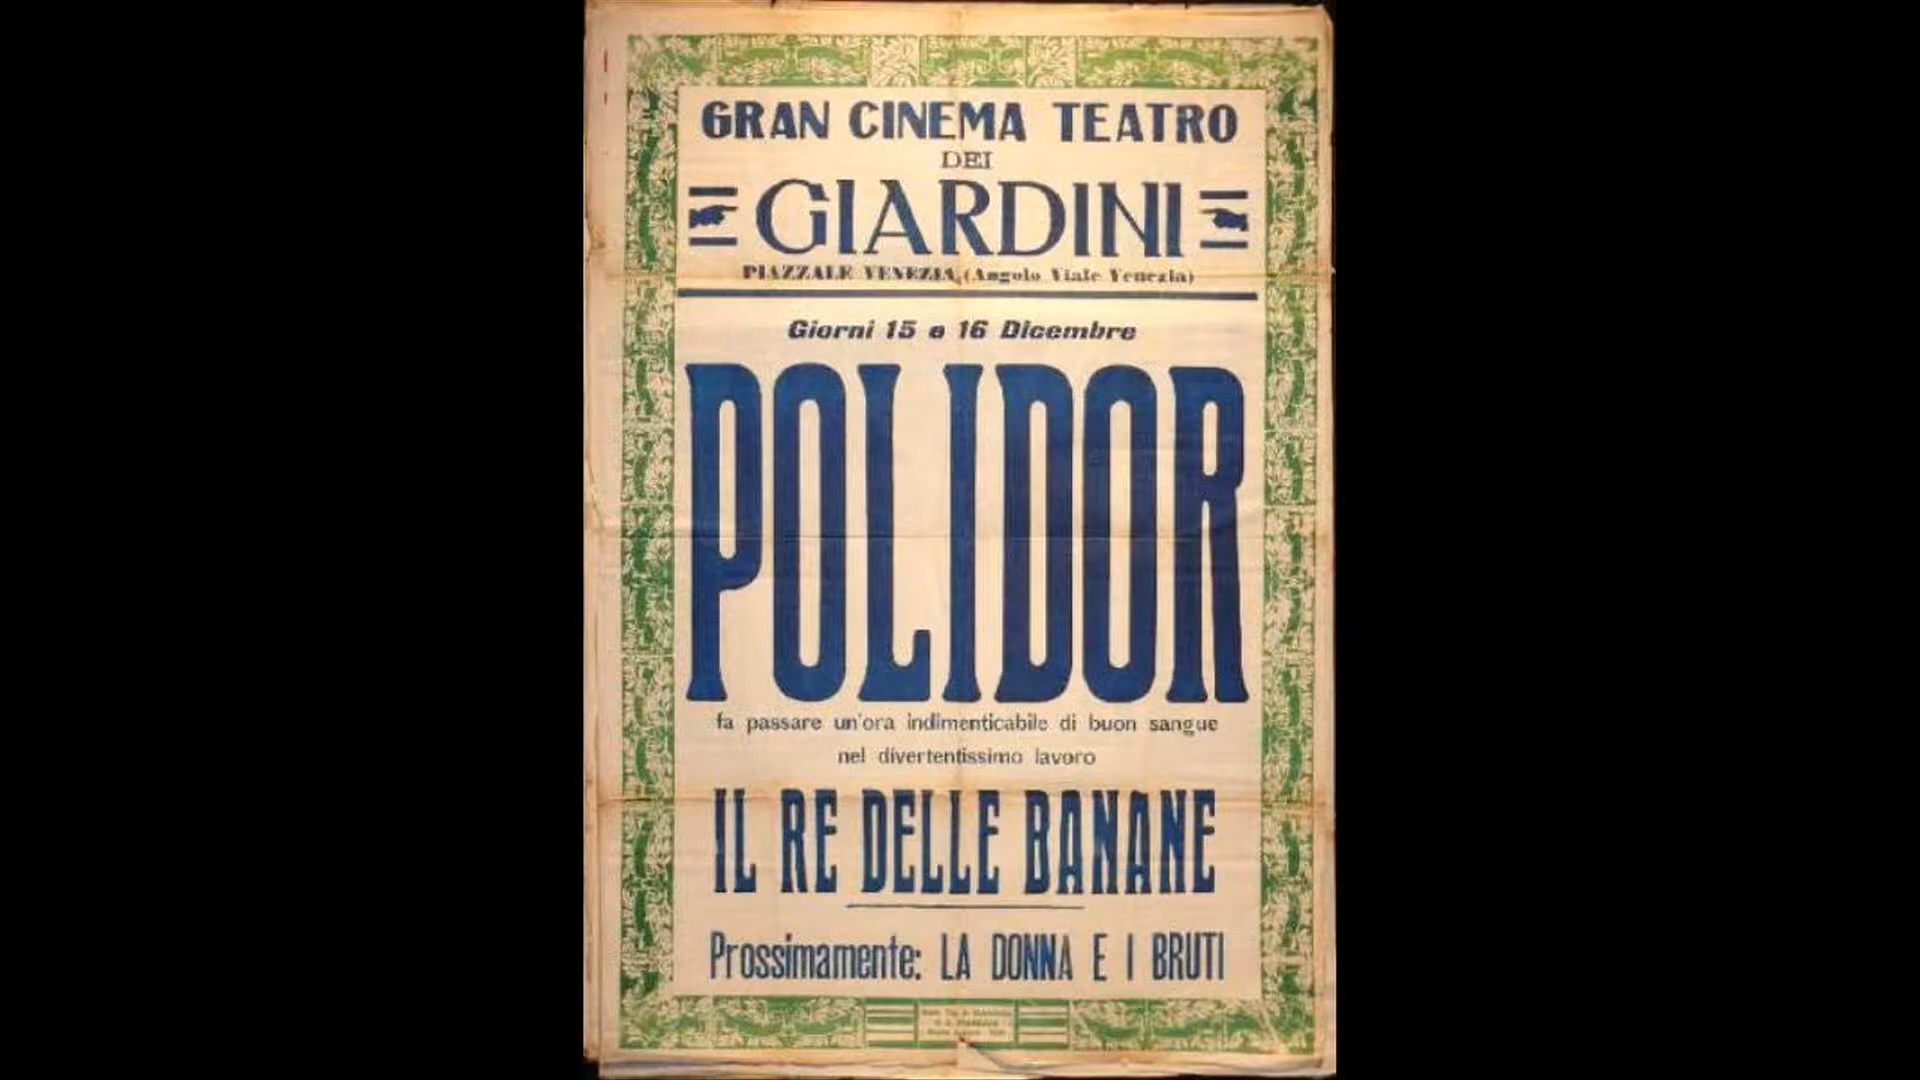 GRAN CINEMA TEATRO
DEI
GIARDINI
PIAZZALE VENEZIA (Angolo Viale Venezia)
Giorni 15 e 16 Dicembre
POLIDOR
fa passare un'ora indimenticabile di buon sangue
nel divertentissimo lavoro
IL RE DELLE BANANE
Prossimamente: LA DONNA E I BRUTI